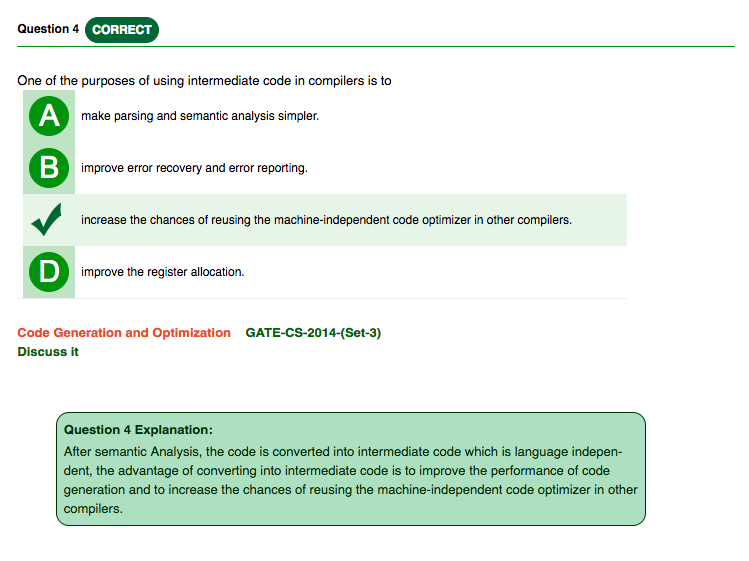 Question 4 CORRECT
One of the purposes of using intermediate code in compilers is to
A make parsing and semantic analysis simpler.
B improve error recovery and error reporting.
increase the chances of reusing the machine-independent code optimizer in other compilers.
D improve the register allocation.
Code Generation and Optimization GATE-CS-2014-(Set-3)
Discuss it
Question 4 Explanation:
After semantic Analysis, the code is converted into intermediate code which is language indepen-
dent, the advantage of converting into intermediate code is to improve the performance of code
generation and to increase the chances of reusing the machine-independent code optimizer in other
compilers.